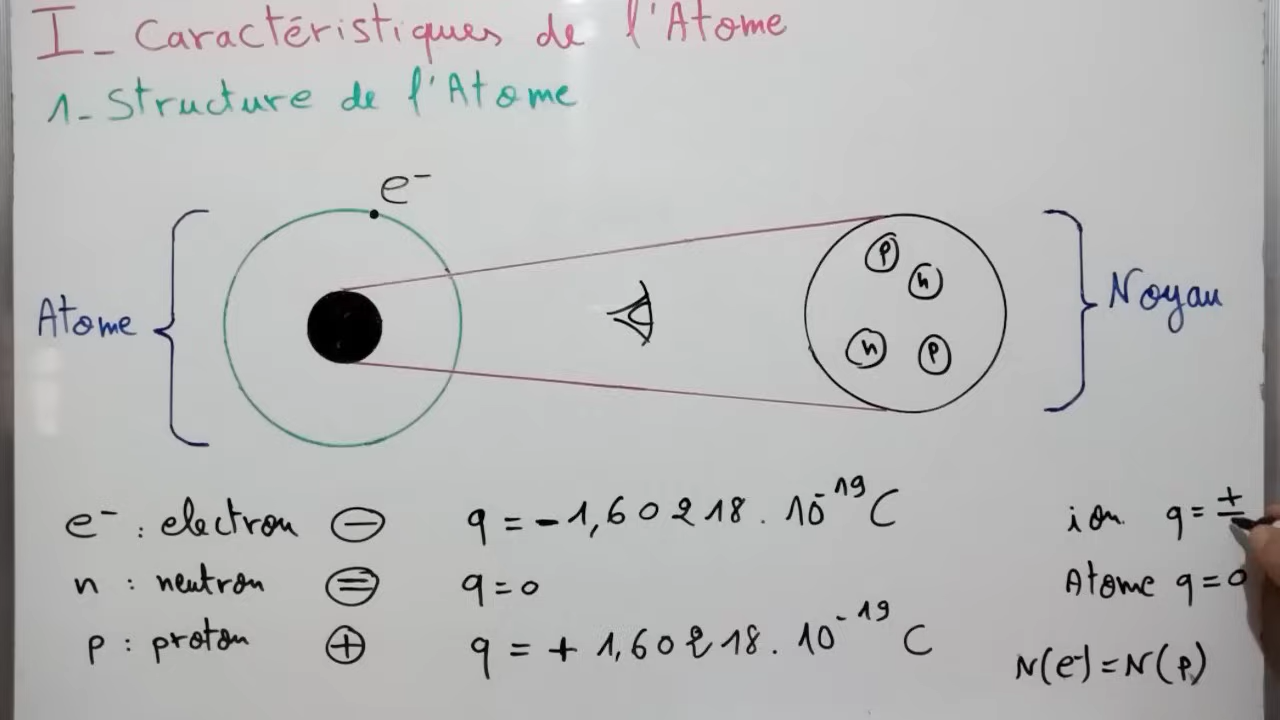 I_ Caractéristiques de l'Atome
1_ Structure de l'Atome
e⁻
Atome
p
n
n
p
Noyau
e⁻ : electron ⊖ q = -1,60218. 10⁻¹⁹ C
n : neutron = q = 0
p : proton ⊕ q = + 1,60218. 10⁻¹⁹ C
ion q = ±
Atome q = 0
N(e⁻) = N(p)